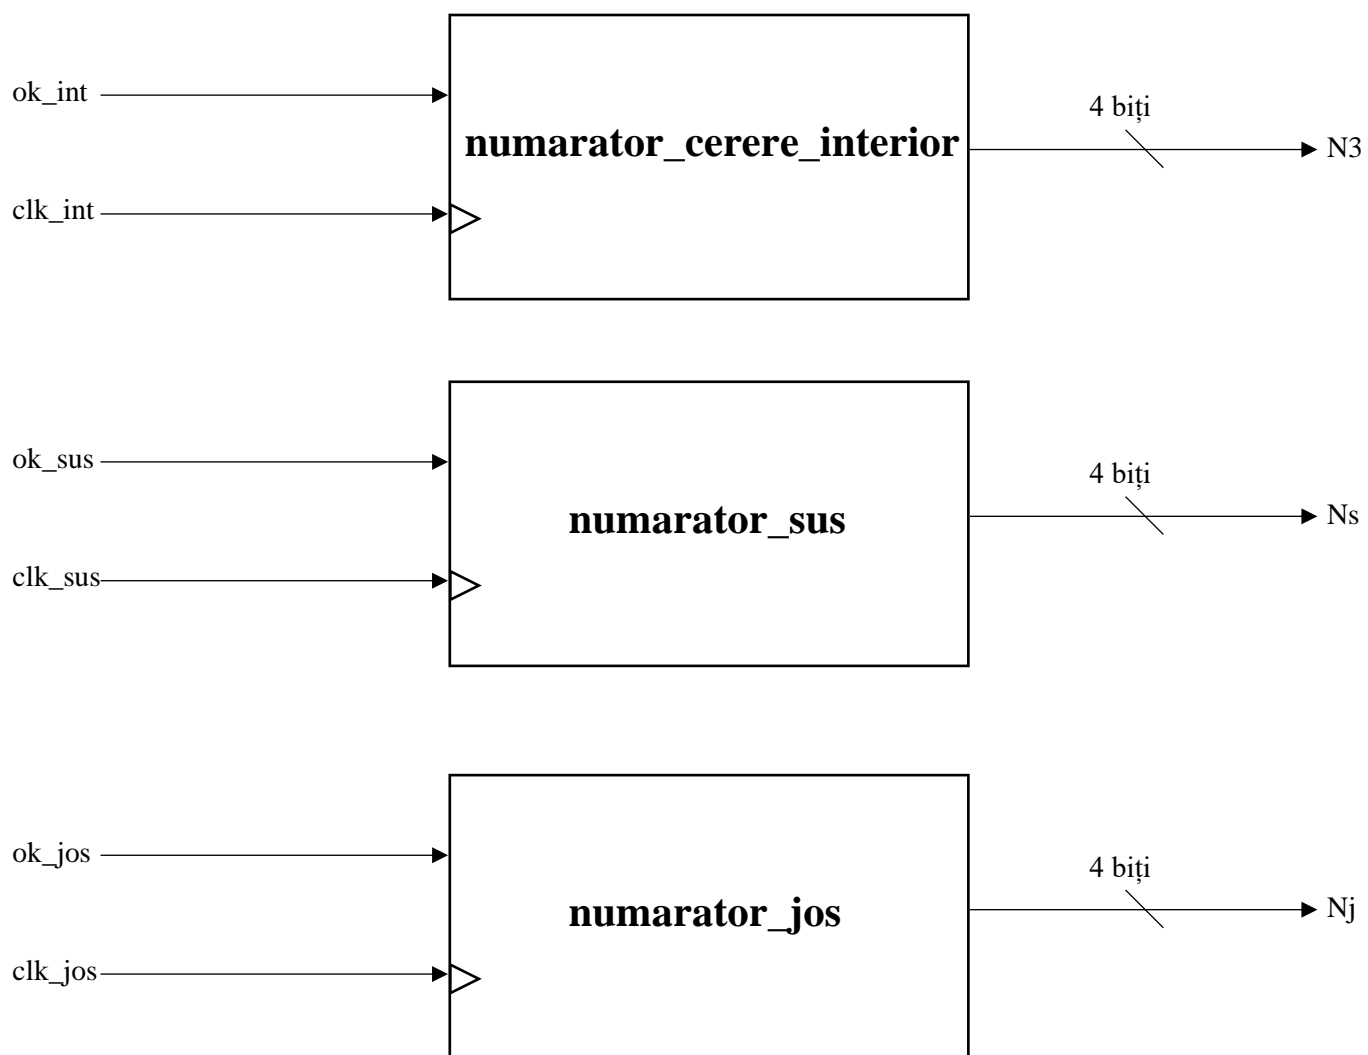 ok_int
4 biți
numarator_cerere_interior
N3
clk_int
ok_sus
4 biți
numarator_sus
Ns
clk_sus
ok_jos
4 biți
numarator_jos
Nj
clk_jos